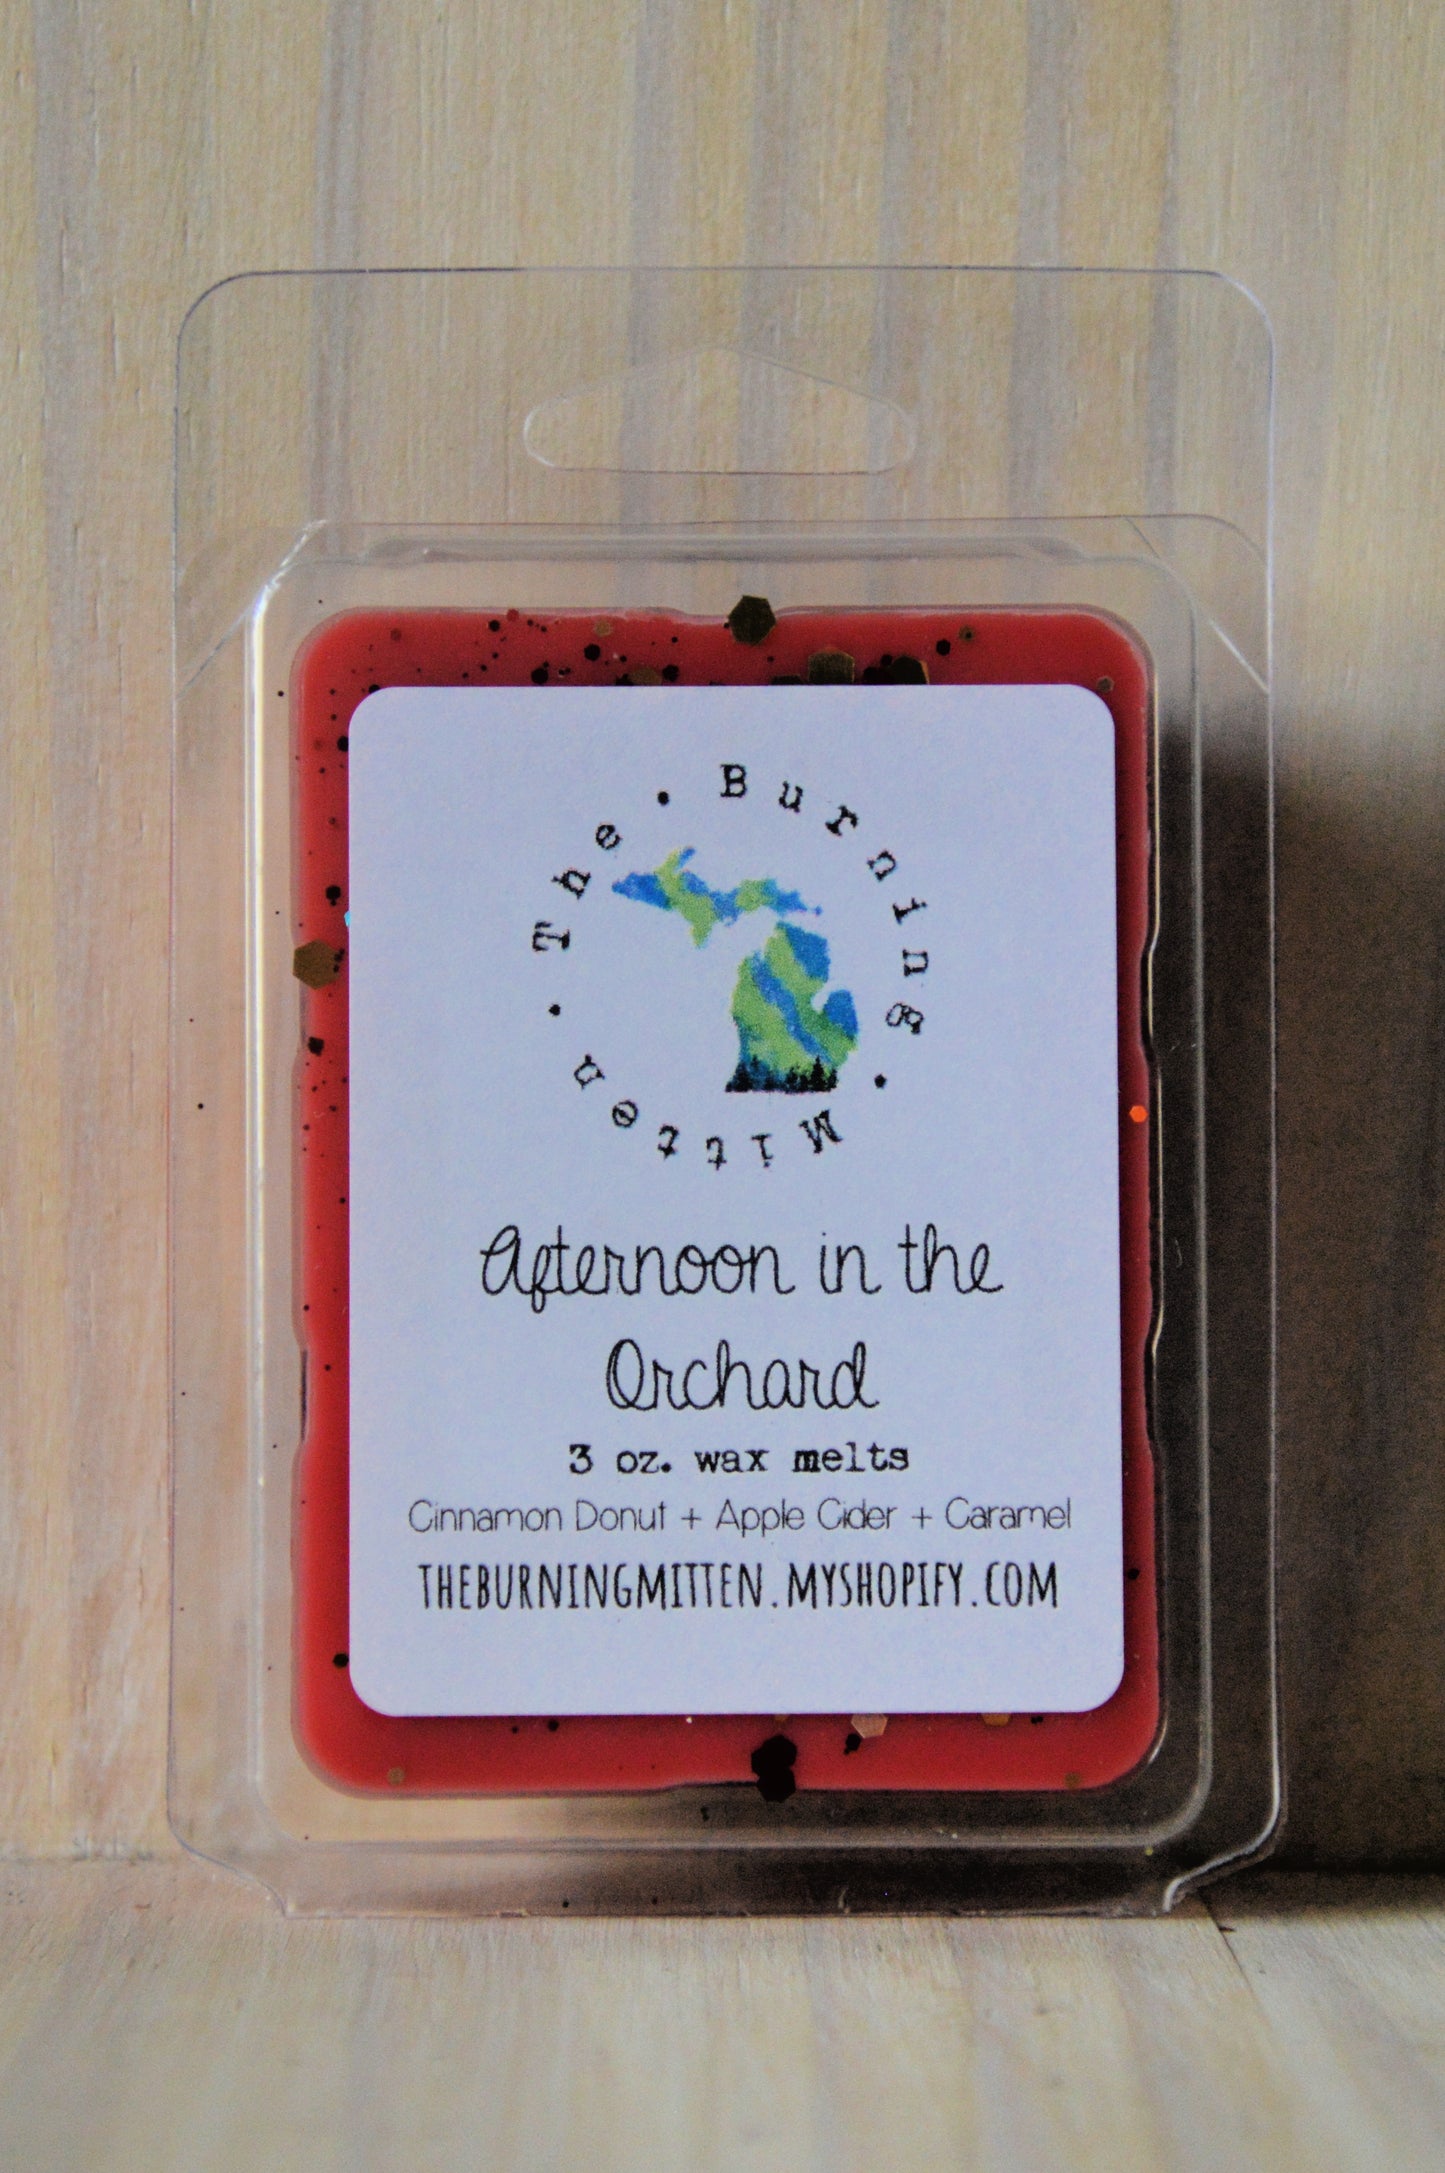 The • Burning • Mitten •
Afternoon in the
Orchard
3 oz. wax melts
Cinnamon Donut + Apple Cider + Caramel
THEBURNINGMITTEN.MYSHOPIFY.COM